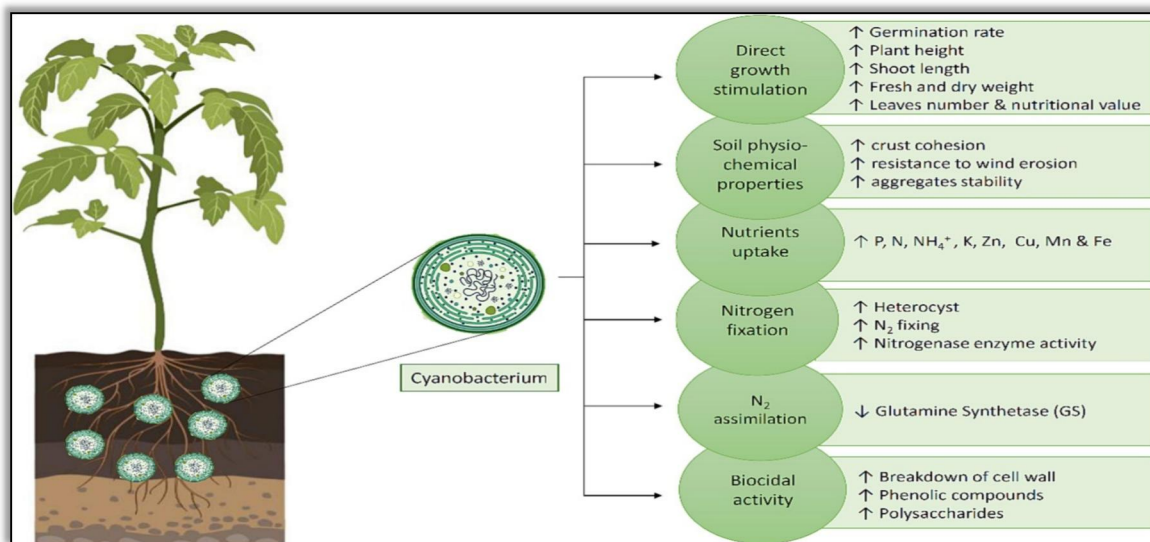 Direct
growth
stimulation
↑ Germination rate
↑ Plant height
↑ Shoot length
↑ Fresh and dry weight
↑ Leaves number & nutritional value
Soil physio-
chemical
properties
↑ crust cohesion
↑ resistance to wind erosion
↑ aggregates stability
Nutrients
uptake
↑ P, N, NH₄⁺, K, Zn, Cu, Mn & Fe
Nitrogen
fixation
↑ Heterocyst
↑ N₂ fixing
↑ Nitrogenase enzyme activity
Cyanobacterium
N₂
assimilation
↓ Glutamine Synthetase (GS)
Biocidal
activity
↑ Breakdown of cell wall
↑ Phenolic compounds
↑ Polysaccharides